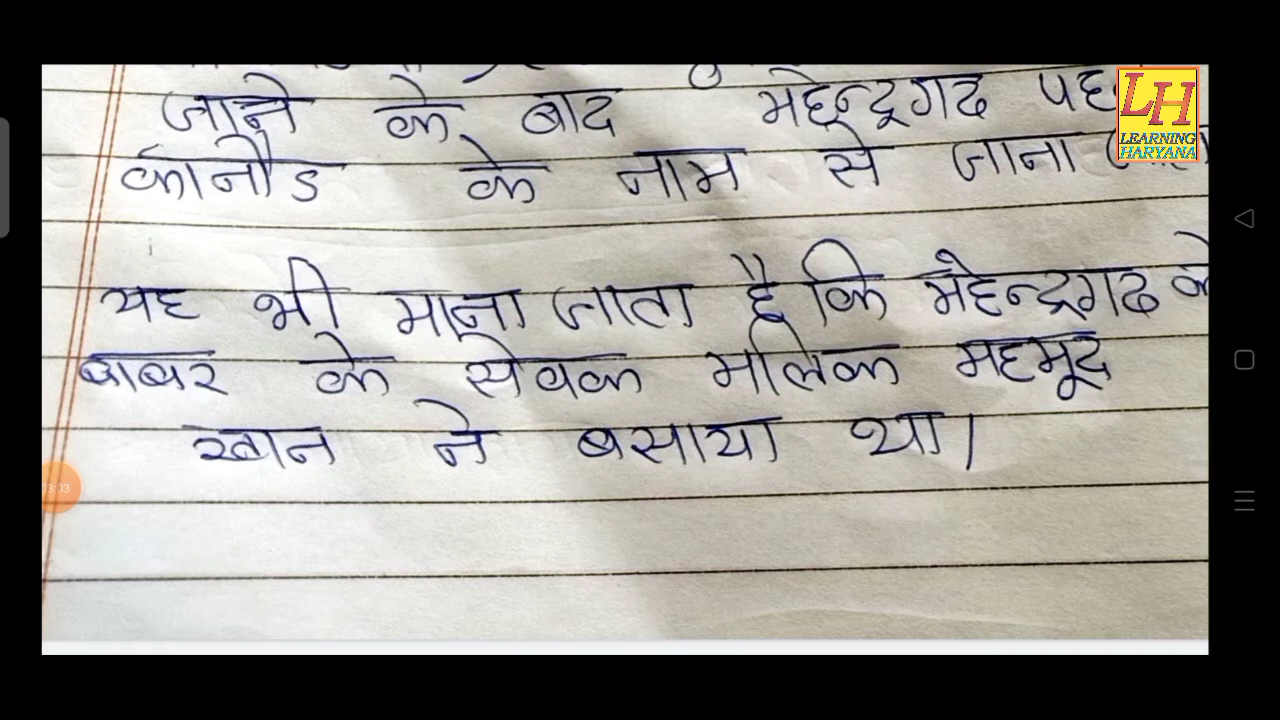 जाने के बाद महेन्द्रगढ
कानौड के नाम से जाना
यह भी माना जाता है कि महेन्द्रगढ को
बाबर के सेवक मलिक महमूद
खान ने बसाया था।
LH
LEARNING
HARYANA